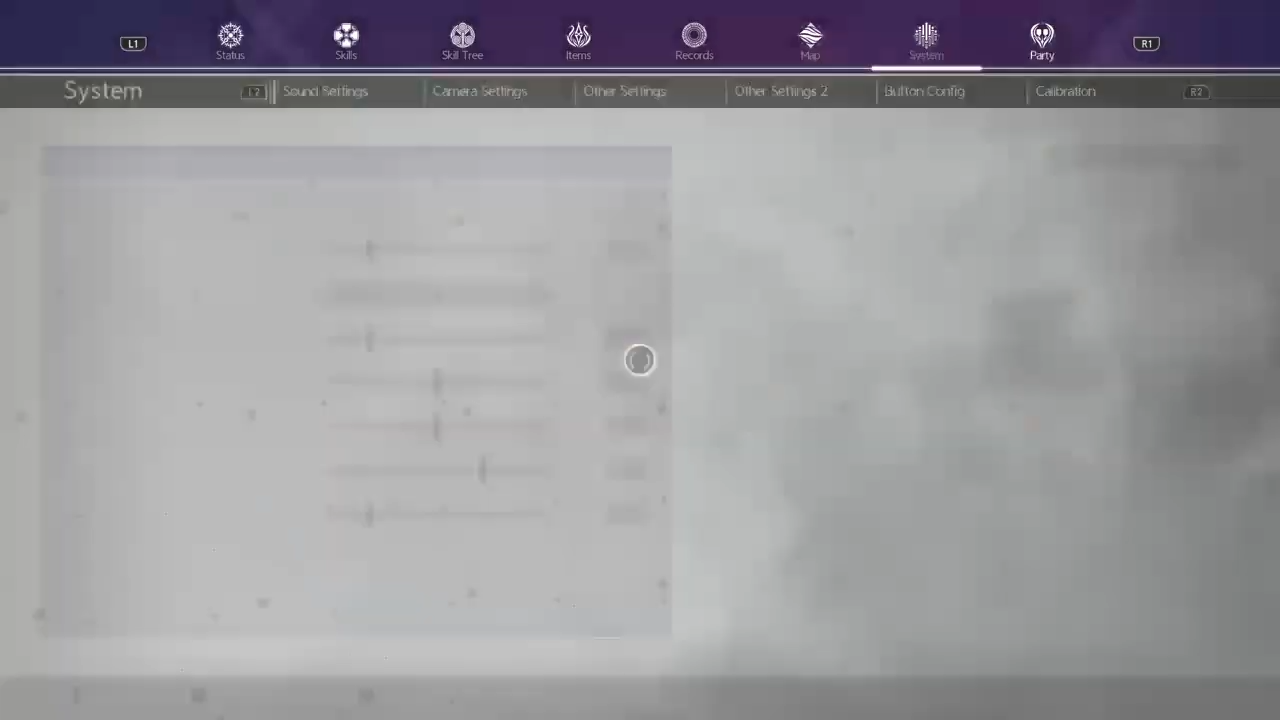 L1 Status Skills Skill Tree Items Records Map System Party R1
System L2 Sound Settings Camera Settings Other Settings Other Settings 2 Button Config Calibration R2